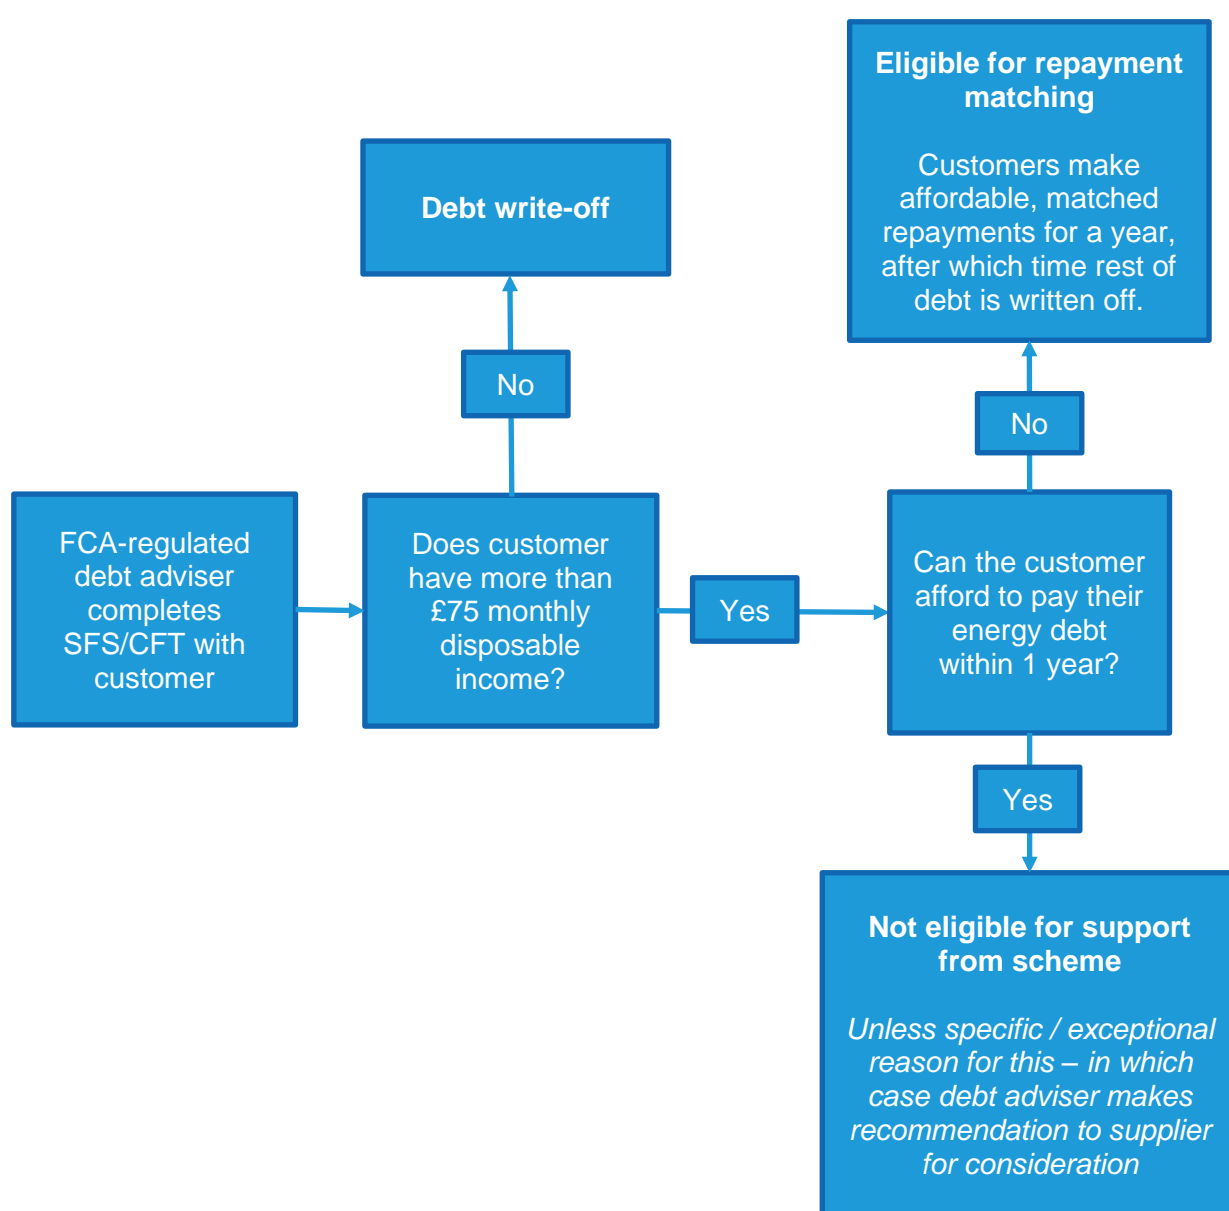 Eligible for repayment
matching
Customers make
affordable, matched
repayments for a year,
after which time rest of
debt is written off.
Debt write-off
No
No
FCA-regulated
debt adviser
completes
SFS/CFT with
customer
Does customer
have more than
£75 monthly
disposable
income?
Yes
Can the customer
afford to pay their
energy debt
within 1 year?
Yes
Not eligible for support
from scheme
Unless specific / exceptional
reason for this – in which
case debt adviser makes
recommendation to supplier
for consideration